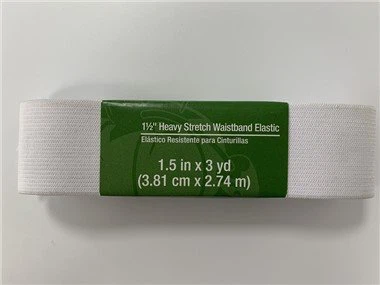 1½" Heavy Stretch Waistband Elastic
Elástico Resistente para Cinturillas
1.5 in x 3 yd
(3.81 cm x 2.74 m)